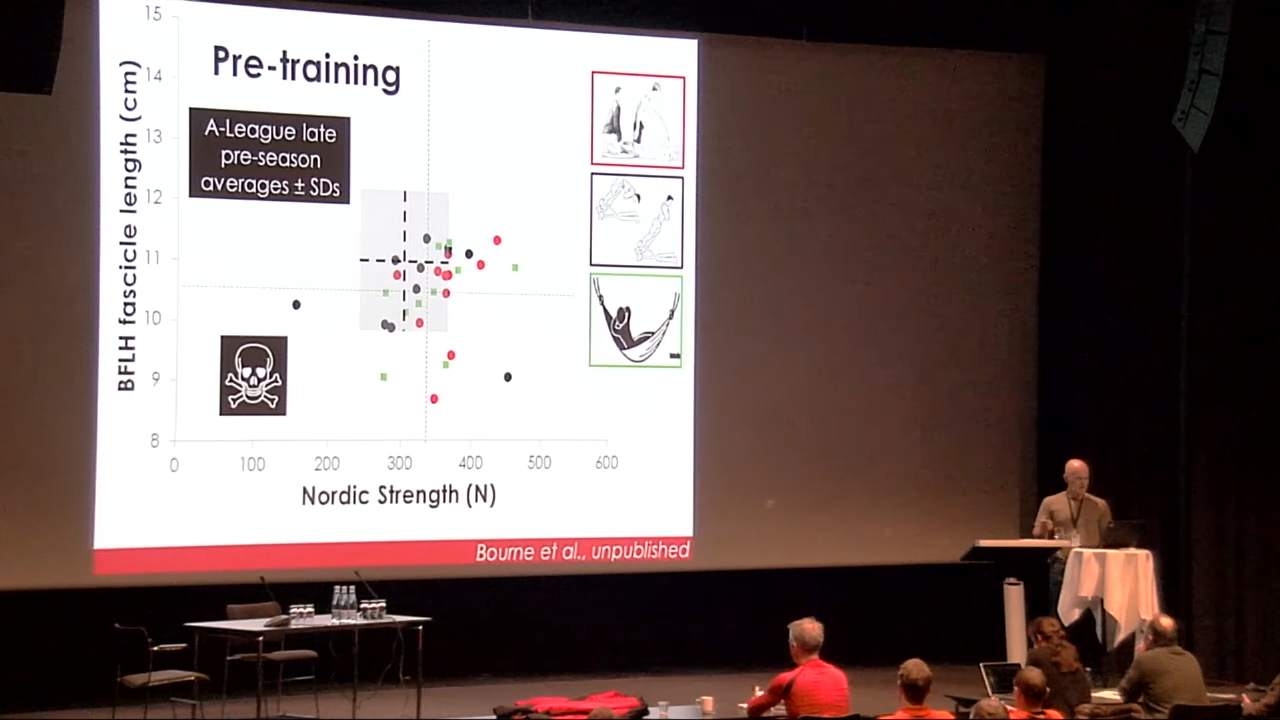 Pre-training
A-League late
pre-season
averages ± SDs
BFLH fascicle length (cm)
15
14
13
12
11
10
9
8
0
100
200
300
400
500
600
Nordic Strength (N)
Bourne et al., unpublished